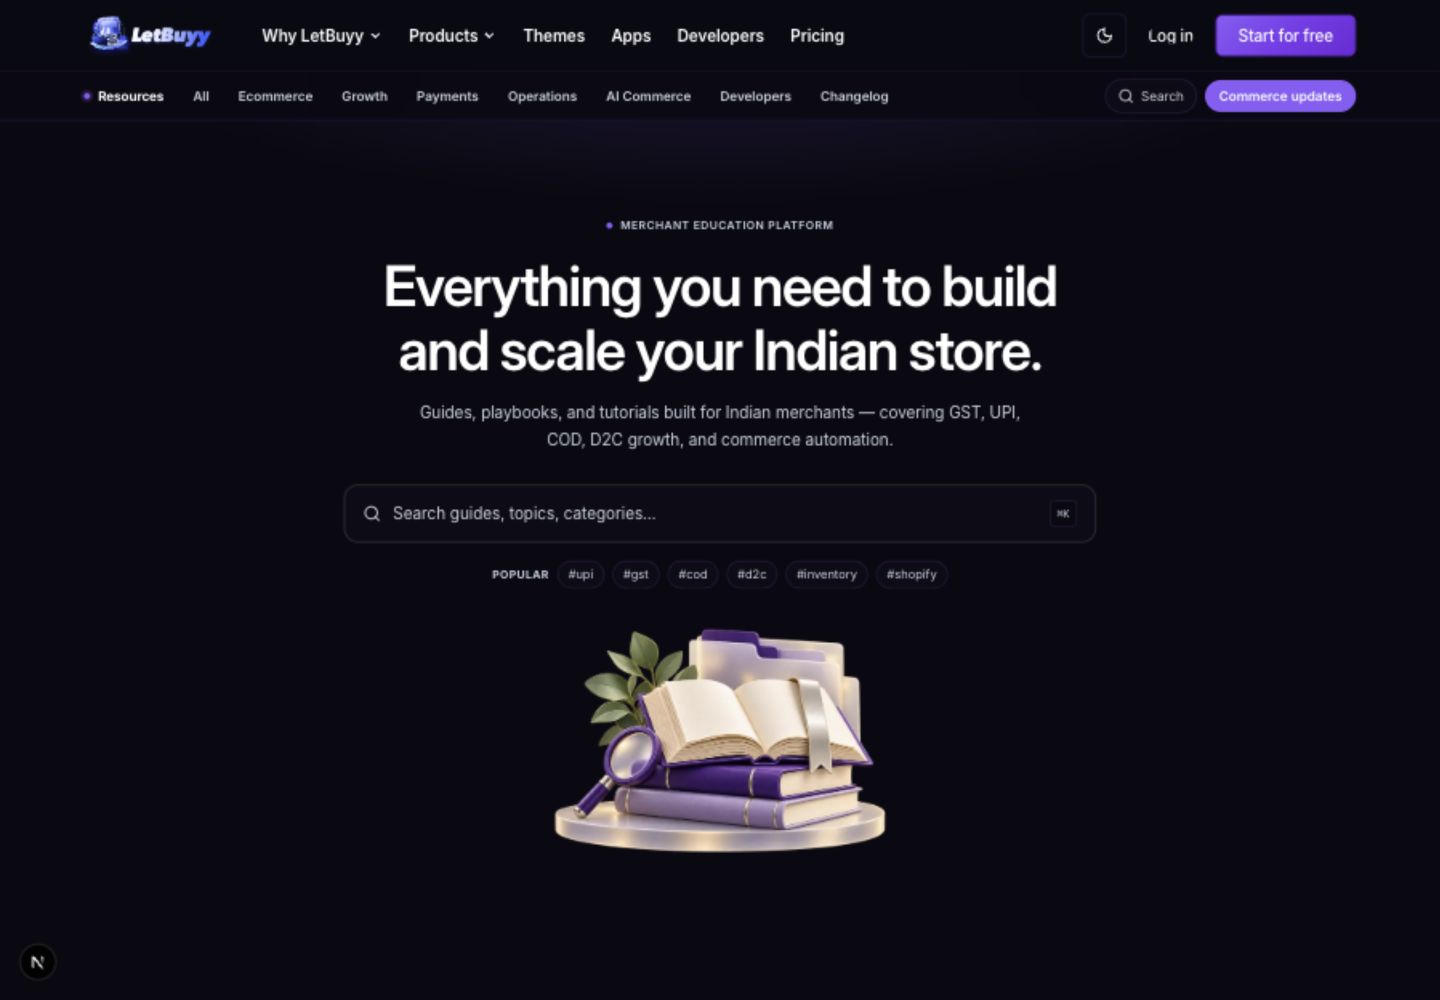 LetBuyy
Why LetBuyy
Products
Themes
Apps
Developers
Pricing
Log in
Start for free
Resources
All
Ecommerce
Growth
Payments
Operations
AI Commerce
Developers
Changelog
Search
Commerce updates
MERCHANT EDUCATION PLATFORM
Everything you need to build
and scale your Indian store.
Guides, playbooks, and tutorials built for Indian merchants — covering GST, UPI,
COD, D2C growth, and commerce automation.
Search guides, topics, categories...
⌘K
POPULAR
#upi
#gst
#cod
#d2c
#inventory
#shopify
N